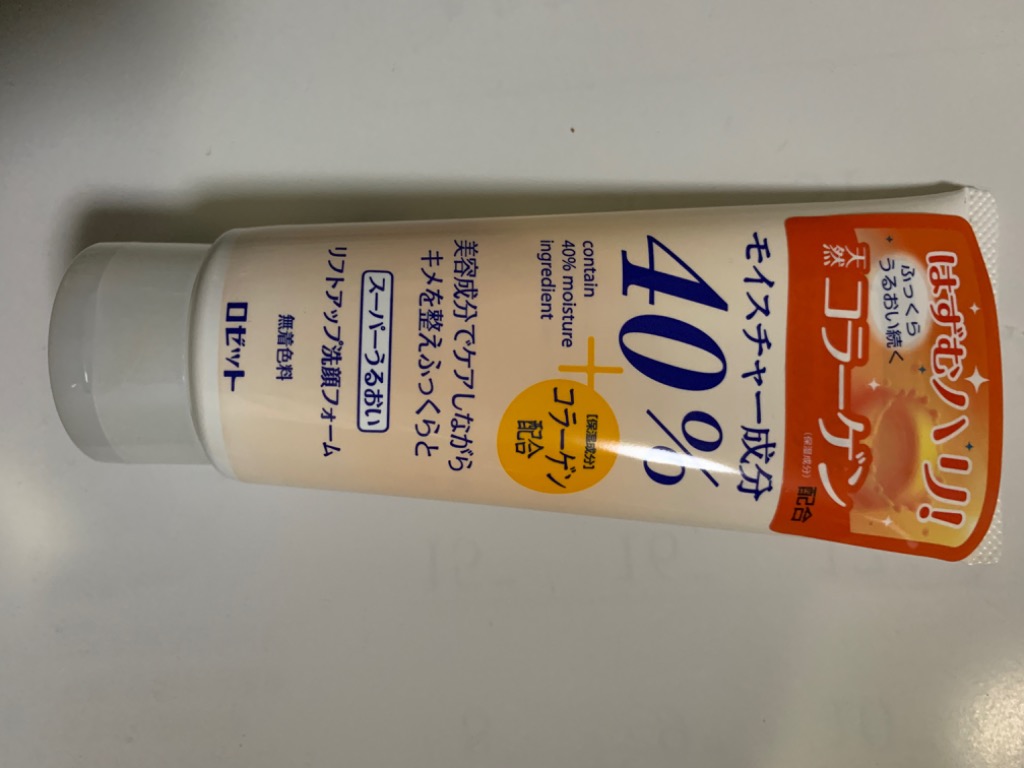 はずむハリ!
ふっくら
うるおい続く
天然
コラーゲン
(保湿成分)
配合
モイスチャー成分
40%
contain
40% moisture
ingredient
+
[保湿成分]
コラーゲン
配合
美容成分でケアしながら
キメを整えふっくらと
スーパーうるおい
リフトアップ洗顔フォーム
無着色料
ロゼット